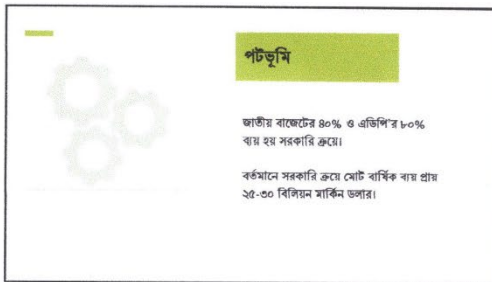 পটভূমি
জাতীয় বাজেটের ৪০% ও এডিপি'র ৮০%
ব্যয় হয় সরকারি ক্রয়ে।
বর্তমানে সরকারি ক্রয়ে মোট বার্ষিক ব্যয় প্রায়
২৫-৩০ বিলিয়ন মার্কিন ডলার।